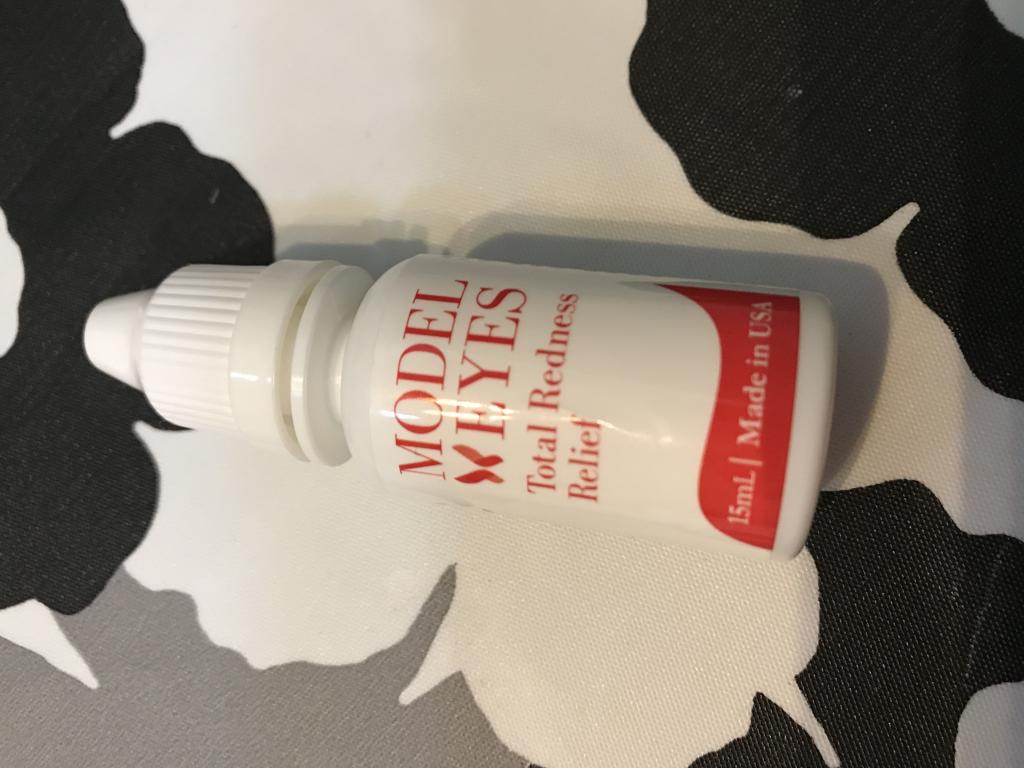 MODEL
EYES
Total Redness
Relief
15mL | Made in USA